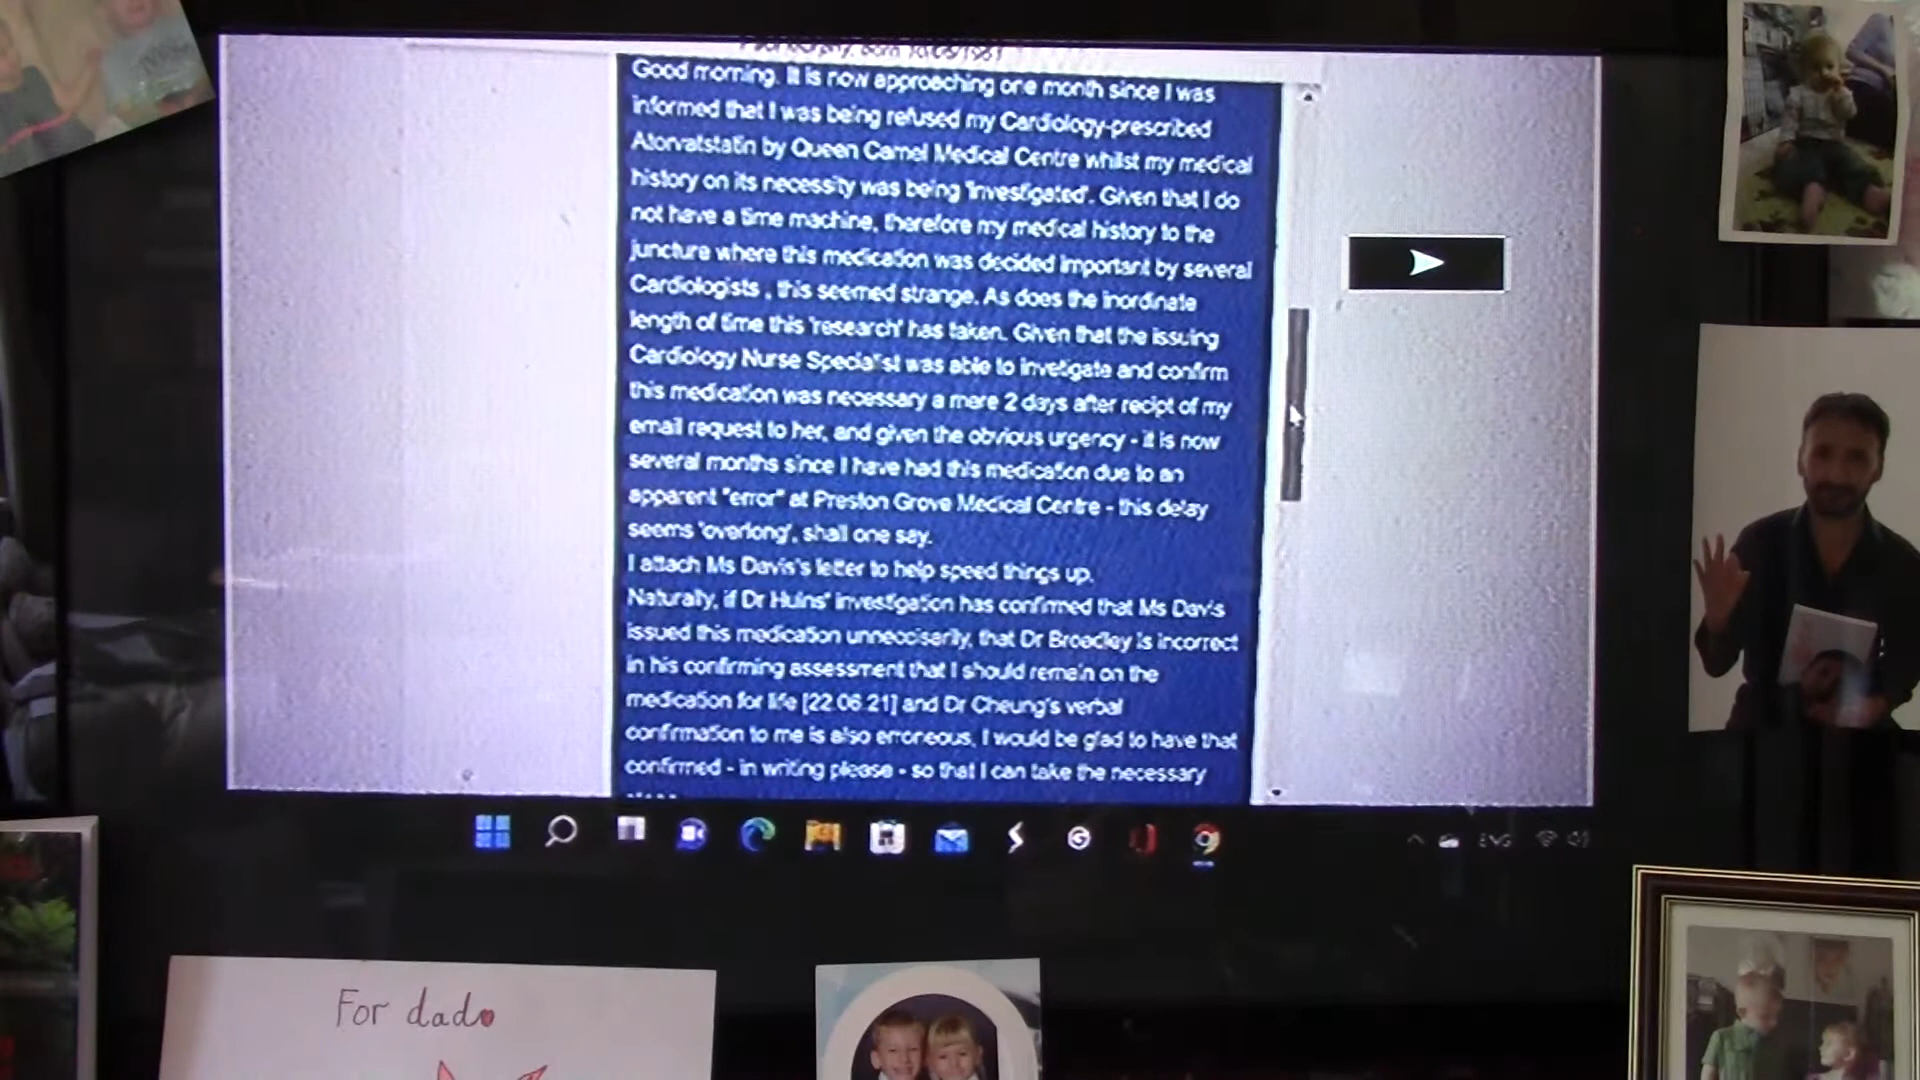 Good morning. It is now approaching one month since I was
informed that I was being refused my Cardiology-prescribed
Atorvatstatin by Queen Camel Medical Centre whilst my medical
history on its necessity was being 'investigated'. Given that I do
not have a time machine, therefore my medical history to the
juncture where this medication was decided important by several
Cardiologists , this seemed strange. As does the inordinate
length of time this 'research' has taken. Given that the issuing
Cardiology Nurse Specialist was able to invetigate and confirm
this medication was necessary a mere 2 days after recipt of my
email request to her, and given the obvious urgency - it is now
several months since I have had this medication due to an
apparent "error" at Preston Grove Medical Centre - this delay
seems 'overlong', shall one say.
I attach Ms Davis's letter to help speed things up.
Naturally, if Dr Hulns' investigation has confirmed that Ms Davis
issued this medication unneccisarily, that Dr Broadley is incorrect
in his confirming assessment that I should remain on the
medication for life [22.06.21] and Dr Cheung's verbal
confirmation to me is also erroneous, I would be glad to have that
confirmed - in writing please - so that I can take the necessary
ENG
For dad